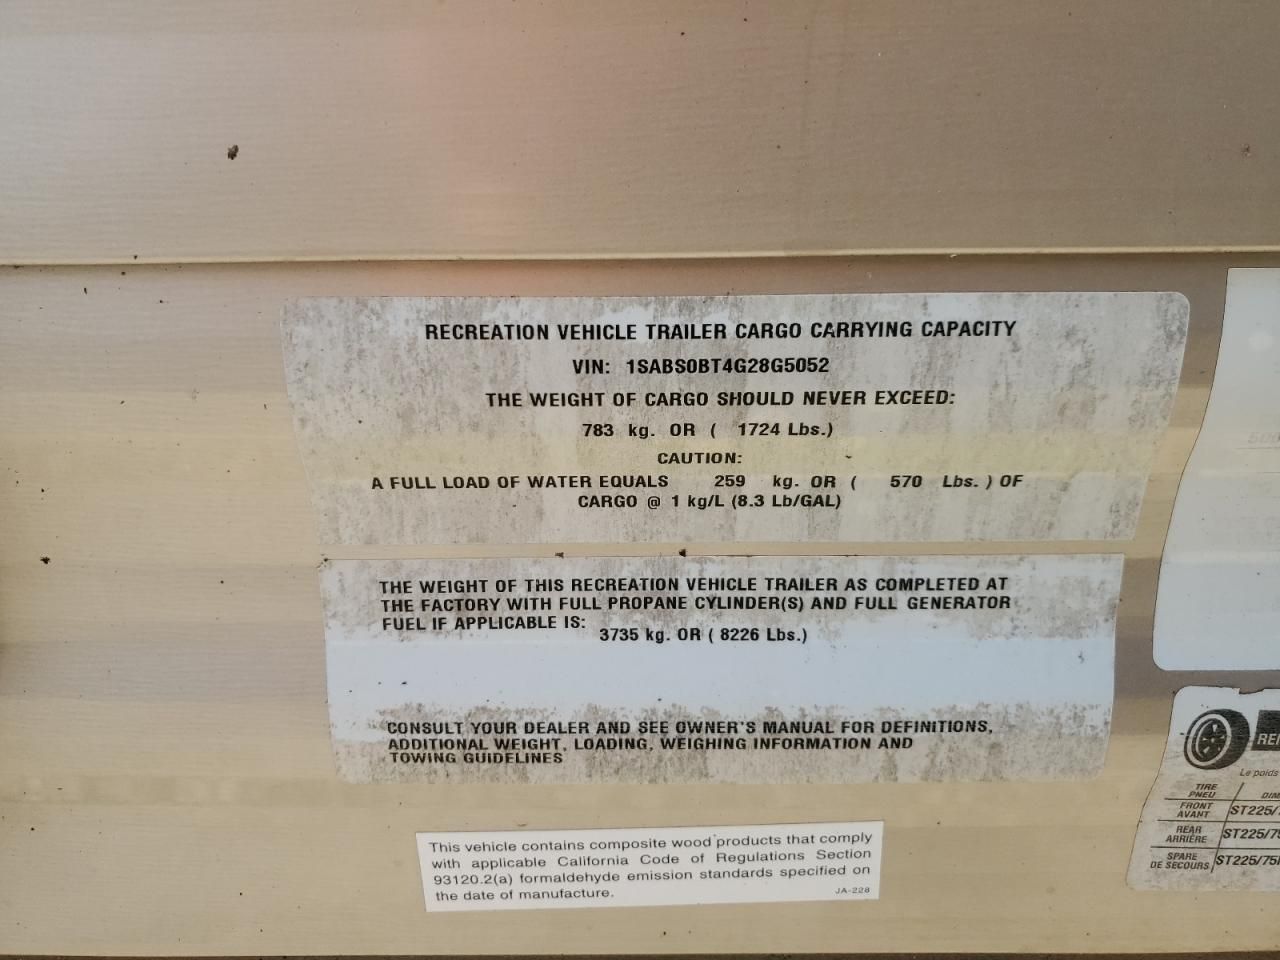 RECREATION VEHICLE TRAILER CARGO CARRYING CAPACITY
VIN: 1SABS0BT4G28G5052
THE WEIGHT OF CARGO SHOULD NEVER EXCEED:
783 kg. OR ( 1724 Lbs.)
CAUTION:
A FULL LOAD OF WATER EQUALS 259 kg. OR ( 570 Lbs. ) OF
CARGO @ 1 kg/L (8.3 Lb/GAL)
THE WEIGHT OF THIS RECREATION VEHICLE TRAILER AS COMPLETED AT
THE FACTORY WITH FULL PROPANE CYLINDER(S) AND FULL GENERATOR
FUEL IF APPLICABLE IS:
3735 kg. OR ( 8226 Lbs.)
CONSULT YOUR DEALER AND SEE OWNER'S MANUAL FOR DEFINITIONS,
ADDITIONAL WEIGHT, LOADING, WEIGHING INFORMATION AND
TOWING GUIDELINES
This vehicle contains composite wood products that comply
with applicable California Code of Regulations Section
93120.2(a) formaldehyde emission standards specified on
the date of manufacture.
JA-228
Le poids
TIRE
PNEU
FRONT
AVANT
ST225/
REAR
ARRIÈRE
ST225/75
SPARE
DE SECOURS
ST225/75